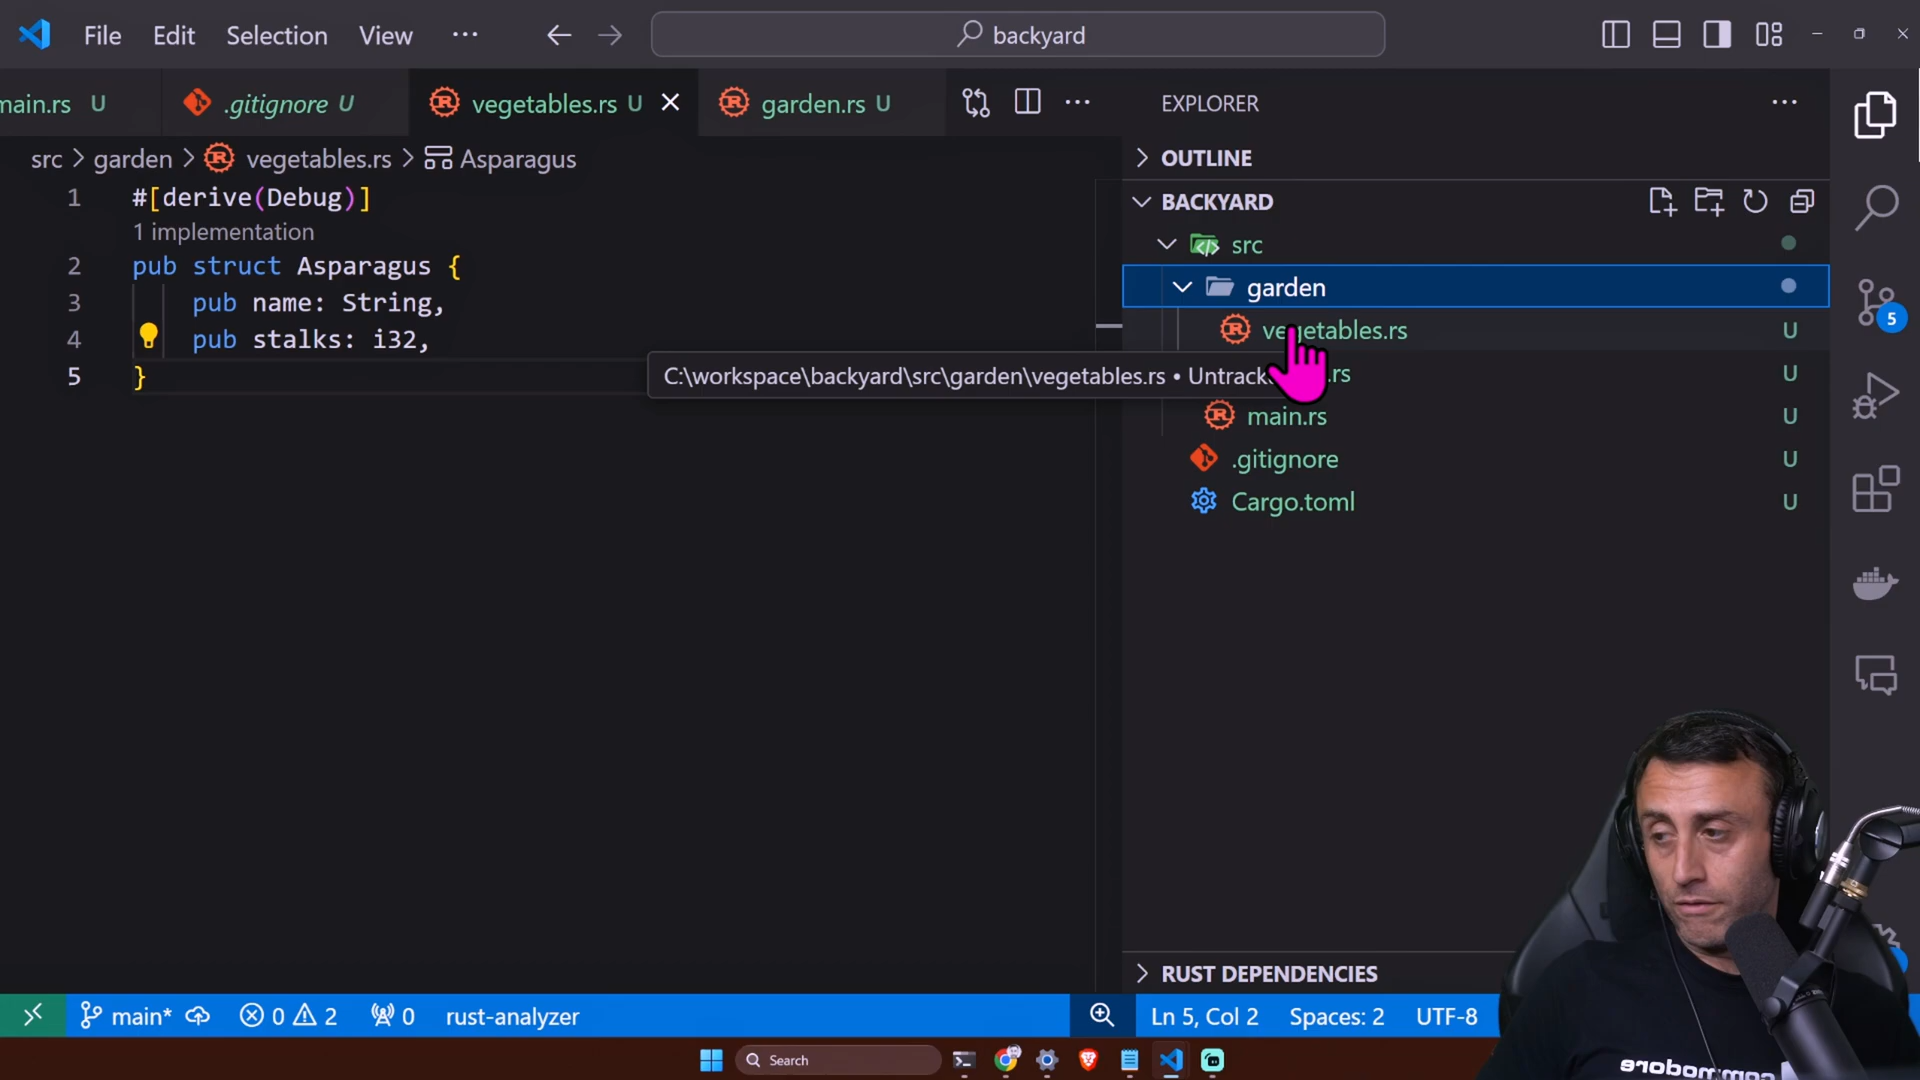 File Edit Selection View ··· backyard
main.rs U .gitignore U vegetables.rs U garden.rs U
EXPLORER
src > garden > vegetables.rs > Asparagus
OUTLINE
BACKYARD
1 #[derive(Debug)]
1 implementation
2 pub struct Asparagus {
3 pub name: String,
4 pub stalks: i32,
5 }
src
garden
vegetables.rs U
C:\workspace\backyard\src\garden\vegetables.rs •
.rs U
main.rs U
.gitignore U
Cargo.toml U
5
RUST DEPENDENCIES
main* 0 2 0 rust-analyzer Ln 5, Col 2 Spaces: 2 UTF-8
Search
commodore